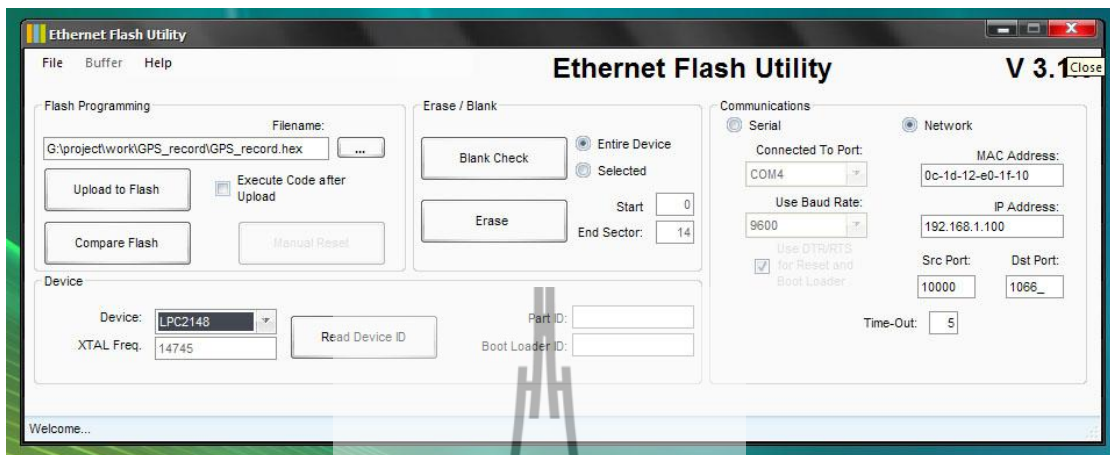 Ethernet Flash Utility
File Buffer Help
Ethernet Flash Utility
V 3.1
Close
Flash Programming
Filename:
G:\project\work\GPS_record\GPS_record.hex
...
Upload to Flash
Execute Code after
Upload
Compare Flash
Manual Reset
Erase / Blank
Blank Check
Entire Device
Selected
Erase
Start 0
End Sector: 14
Communications
Serial
Network
Connected To Port:
COM4
Use Baud Rate:
9600
Use DTR/RTS
for Reset and
Boot Loader
MAC Address:
0c-1d-12-e0-1f-10
IP Address:
192.168.1.100
Src Port: Dst Port:
10000 1066_
Time-Out: 5
Device
Device: LPC2148
XTAL Freq. 14745
Read Device ID
Part ID:
Boot Loader ID:
Welcome...